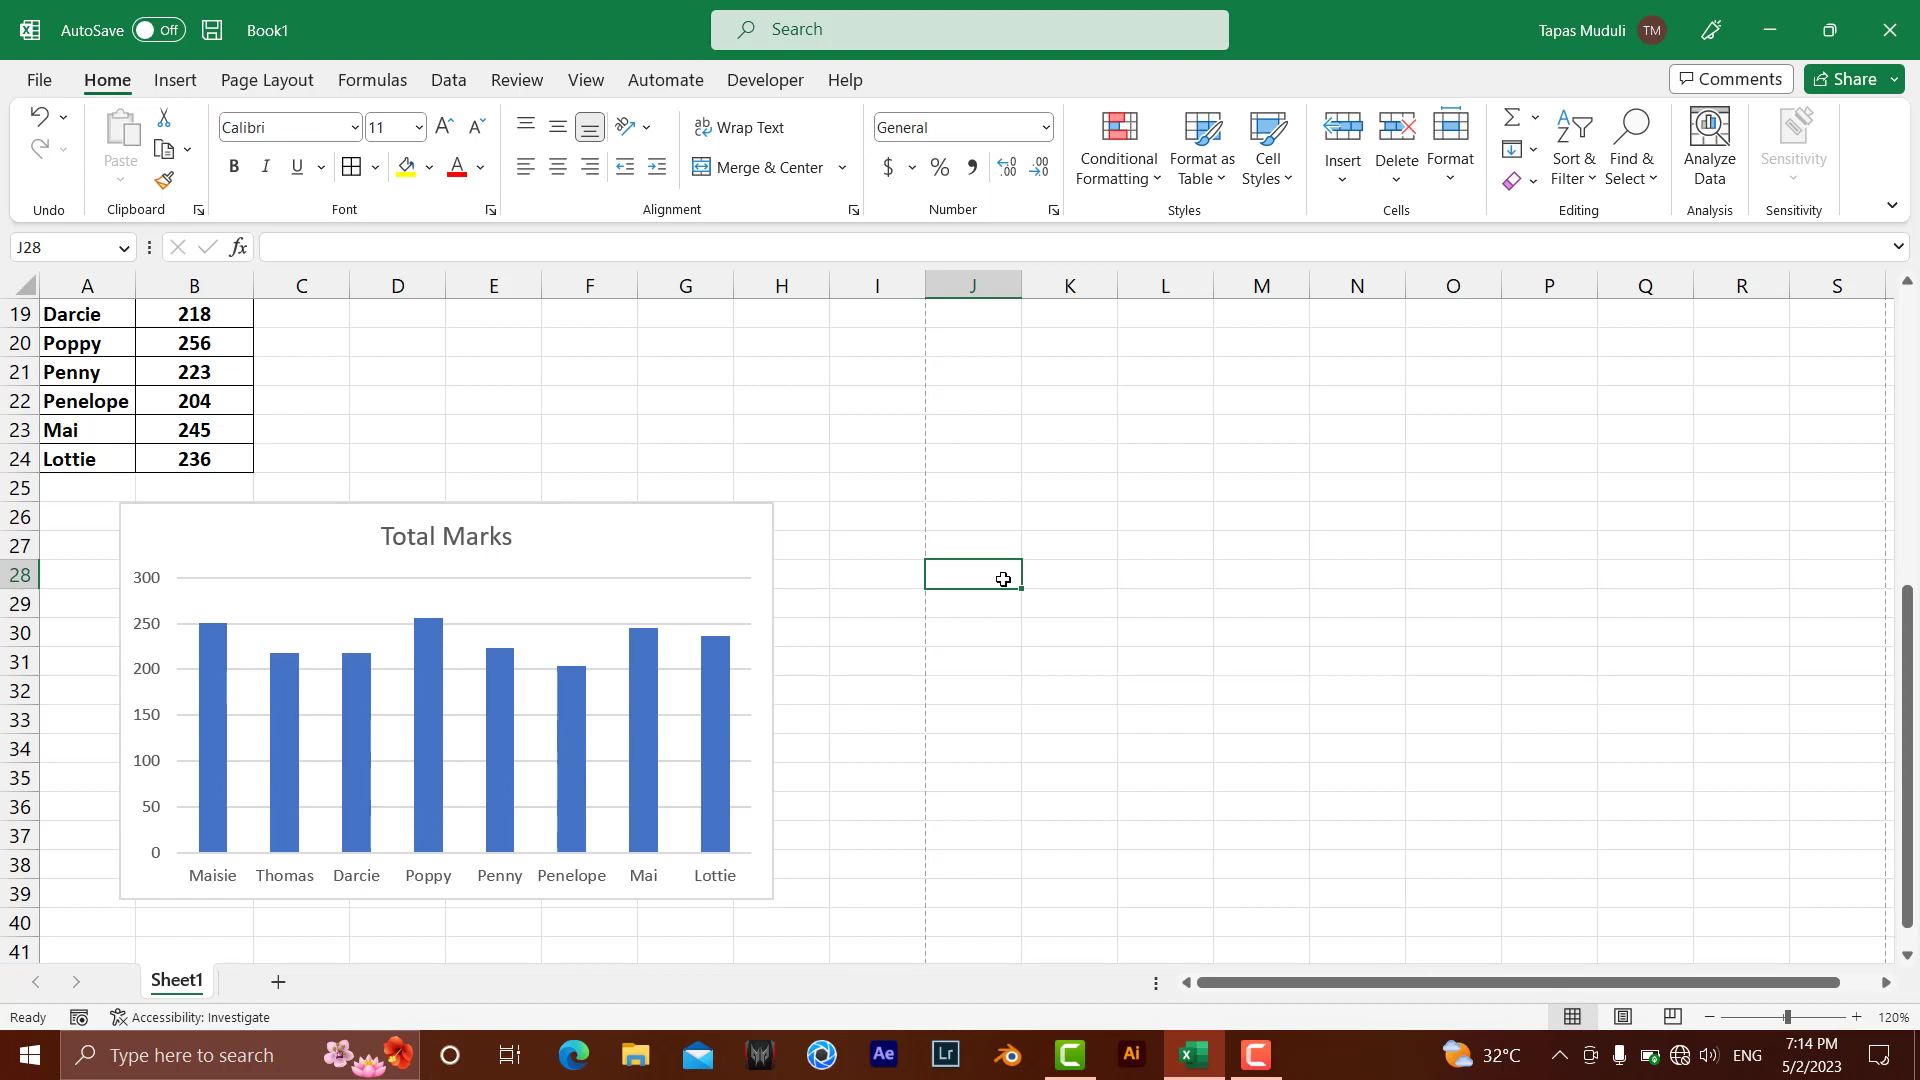 AutoSave Off Book1 Search Tapas Muduli TM
File Home Insert Page Layout Formulas Data Review View Automate Developer Help Comments Share
Calibri 11 Wrap Text General
Paste B I U A Merge & Center $ % Conditional Formatting Format as Table Cell Styles Insert Delete Format Sort & Filter Find & Select Analyze Data Sensitivity
Undo Clipboard Font Alignment Number Styles Cells Editing Analysis Sensitivity
J28 fx
A B C D E F G H I J K L M N O P Q R S
19 Darcie 218
20 Poppy 256
21 Penny 223
22 Penelope 204
23 Mai 245
24 Lottie 236
25
26
27
28
29
30
31
32
33
34
35
36
37
38
39
40
41
Total Marks
300
250
200
150
100
50
0
Maisie Thomas Darcie Poppy Penny Penelope Mai Lottie
Sheet1
Ready Accessibility: Investigate 120%
Type here to search Ae Lr Ai 32°C ENG 7:14 PM
5/2/2023